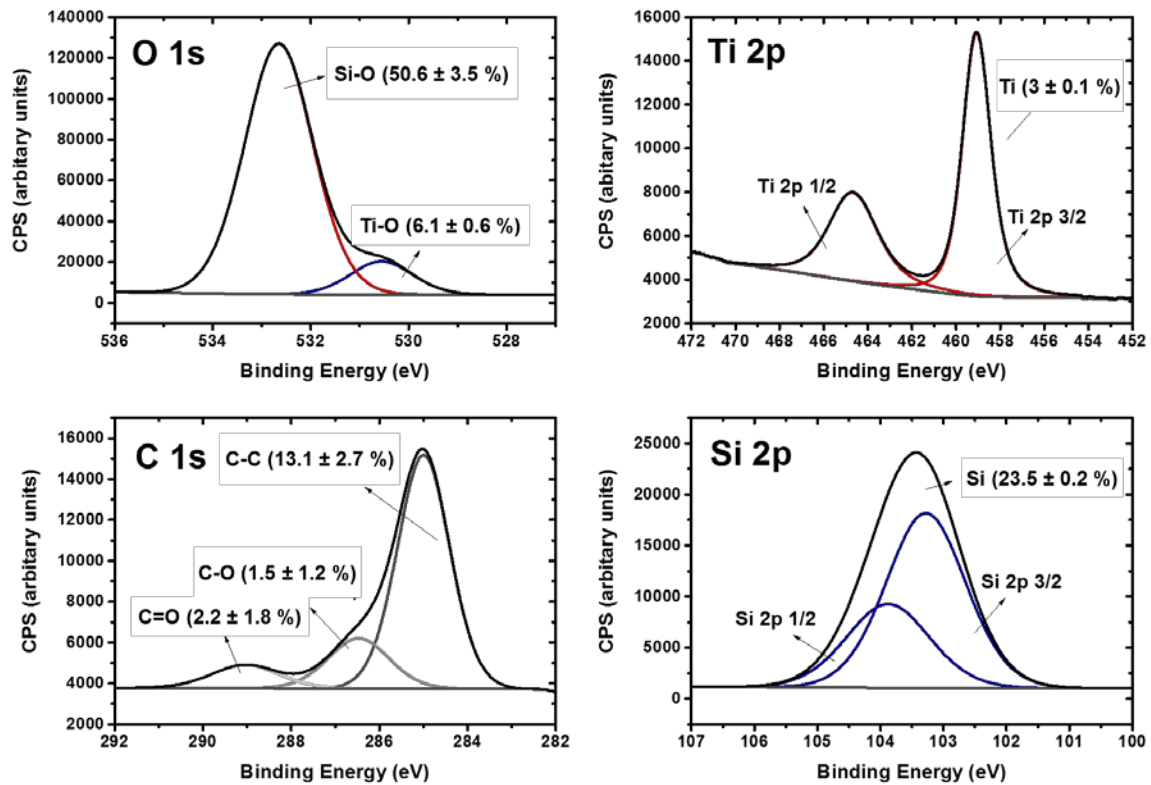 O 1s
Si-O (50.6 ± 3.5 %)
Ti-O (6.1 ± 0.6 %)
CPS (arbitary units)
140000
120000
100000
80000
60000
40000
20000
0
536 534 532 530 528
Binding Energy (eV)
Ti 2p
Ti (3 ± 0.1 %)
Ti 2p 1/2
Ti 2p 3/2
CPS (abitary units)
16000
14000
12000
10000
8000
6000
4000
2000
472 470 468 466 464 462 460 458 456 454 452
Binding Energy (eV)
C 1s
C-C (13.1 ± 2.7 %)
C-O (1.5 ± 1.2 %)
C=O (2.2 ± 1.8 %)
CPS (arbitary units)
16000
14000
12000
10000
8000
6000
4000
2000
292 290 288 286 284 282
Binding Energy (eV)
Si 2p
Si (23.5 ± 0.2 %)
Si 2p 1/2
Si 2p 3/2
CPS (arbitary units)
25000
20000
15000
10000
5000
0
107 106 105 104 103 102 101 100
Binding Energy (eV)